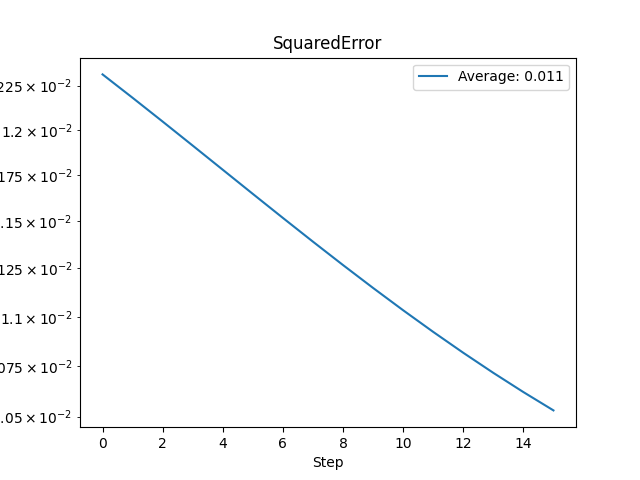 SquaredError
Average: 0.011
225 × 10⁻²
1.2 × 10⁻²
175 × 10⁻²
.15 × 10⁻²
125 × 10⁻²
1.1 × 10⁻²
075 × 10⁻²
.05 × 10⁻²
0 2 4 6 8 10 12 14
Step